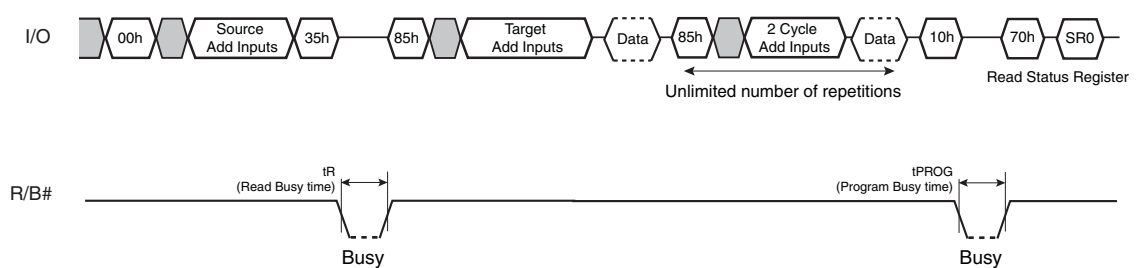 I/O
00h
Source
Add Inputs
35h
85h
Target
Add Inputs
Data
85h
2 Cycle
Add Inputs
Data
10h
70h
SR0
Unlimited number of repetitions
Read Status Register
R/B#
tR
(Read Busy time)
Busy
tPROG
(Program Busy time)
Busy